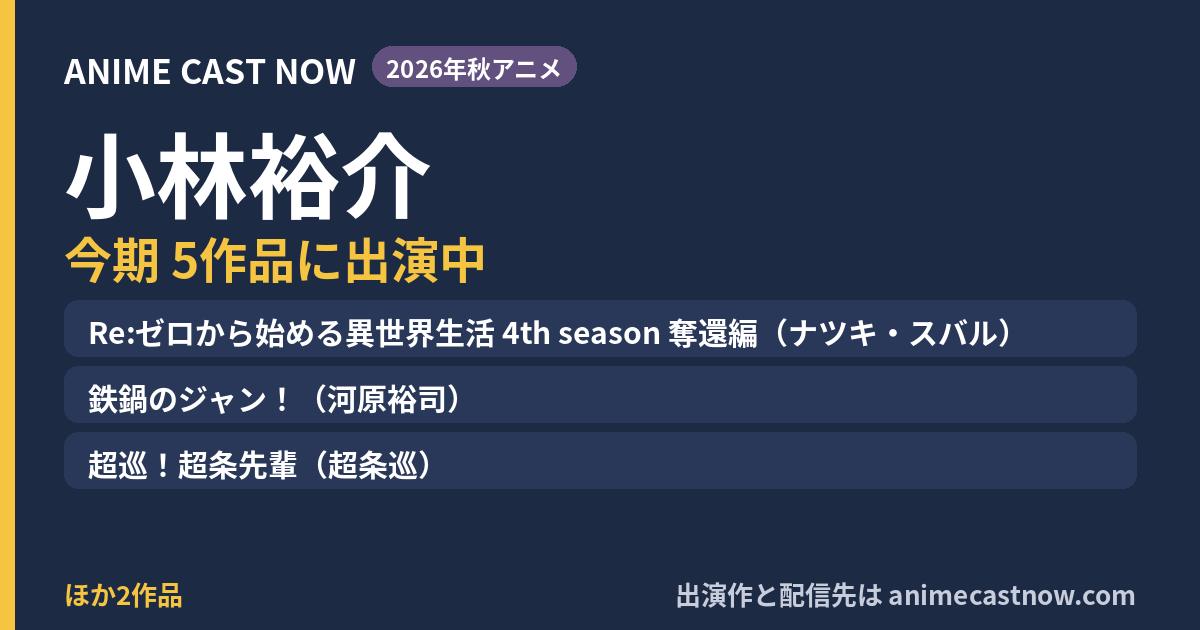 ANIME CAST NOW 2026年秋アニメ
小林裕介
今期 5作品に出演中
Re:ゼロから始める異世界生活 4th season 奪還編（ナツキ・スバル）
鉄鍋のジャン！（河原裕司）
超巡！超条先輩（超条巡）
ほか2作品
出演作と配信先は animecastnow.com